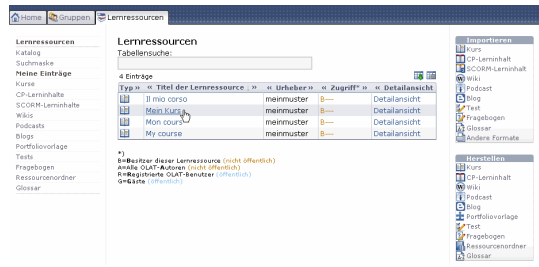 Home Gruppen Lernressourcen
Lernressourcen
Katalog
Suchmaske
Meine Einträge
Kurse
CP-Lerninhalte
SCORM-Lerninhalte
Wikis
Podcasts
Blogs
Portfoliovorlage
Tests
Fragebogen
Ressourcenordner
Glossar
Lernressourcen
Tabellensuche:
4 Einträge
Typ » « Titel der Lernressource ↓ » « Urheber » « Zugriff* » « Detailansicht
Il mio corso meinmuster B--- Detailansicht
Mein Kurs meinmuster B--- Detailansicht
Mon cours meinmuster B--- Detailansicht
My course meinmuster B--- Detailansicht
*)
B=Besitzer dieser Lernressource (nicht öffentlich)
A=Alle OLAT-Autoren (nicht öffentlich)
R=Registrierte OLAT-Benutzer (öffentlich)
G=Gäste (öffentlich)
Importieren
Kurs
CP-Lerninhalt
SCORM-Lerninhalt
Wiki
Podcast
Blog
Test
Fragebogen
Glossar
Andere Formate
Herstellen
Kurs
CP-Lerninhalt
Wiki
Podcast
Blog
Portfoliovorlage
Test
Fragebogen
Ressourcenordner
Glossar